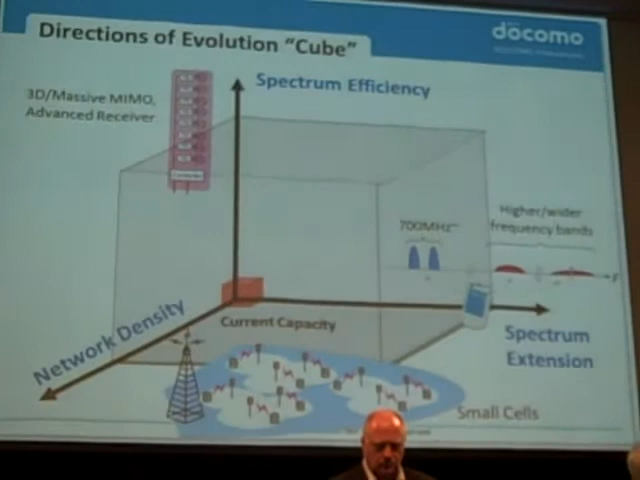 Directions of Evolution "Cube"
döcomo
Spectrum Efficiency
3D/Massive MIMO,
Advanced Receiver
Higher/wider
frequency bands
700MHz~
Network Density
Current Capacity
Spectrum
Extension
Small Cells